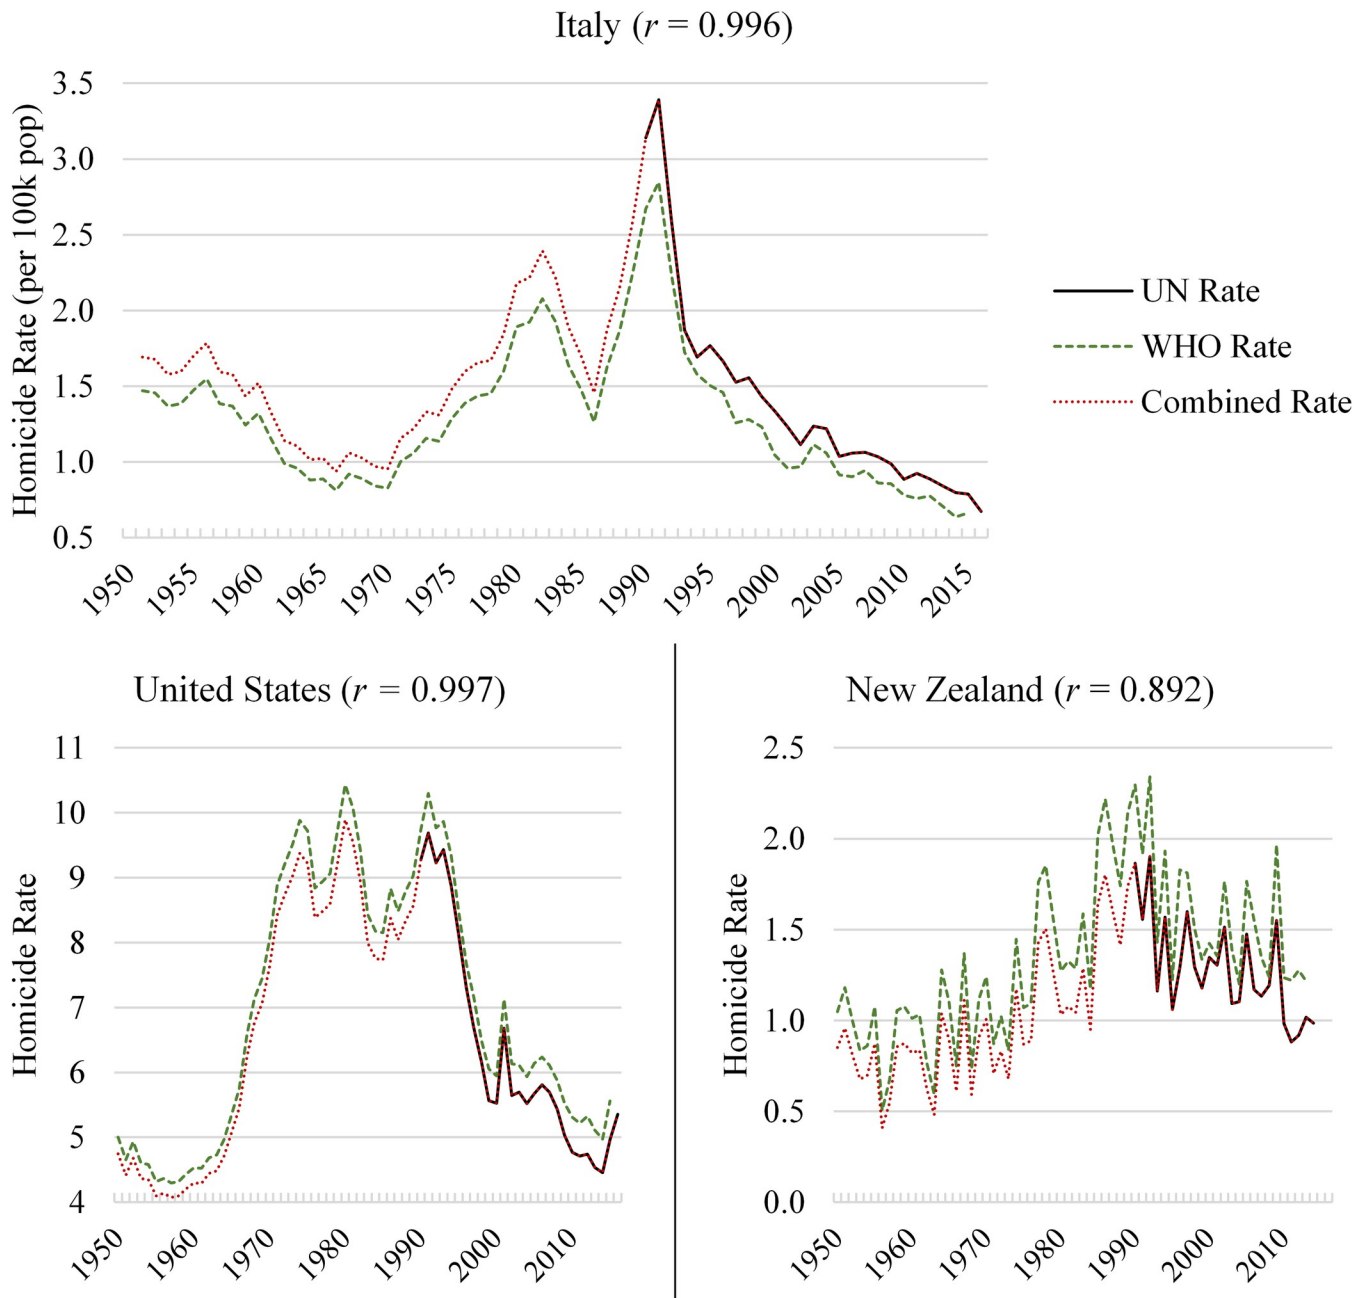 Italy (r = 0.996)
Homicide Rate (per 100k pop)
3.5
3.0
2.5
2.0
1.5
1.0
0.5
1950 1955 1960 1965 1970 1975 1980 1985 1990 1995 2000 2005 2010 2015
UN Rate
WHO Rate
Combined Rate
United States (r = 0.997)
Homicide Rate
11
10
9
8
7
6
5
4
1950 1960 1970 1980 1990 2000 2010
New Zealand (r = 0.892)
Homicide Rate
2.5
2.0
1.5
1.0
0.5
0.0
1950 1960 1970 1980 1990 2000 2010